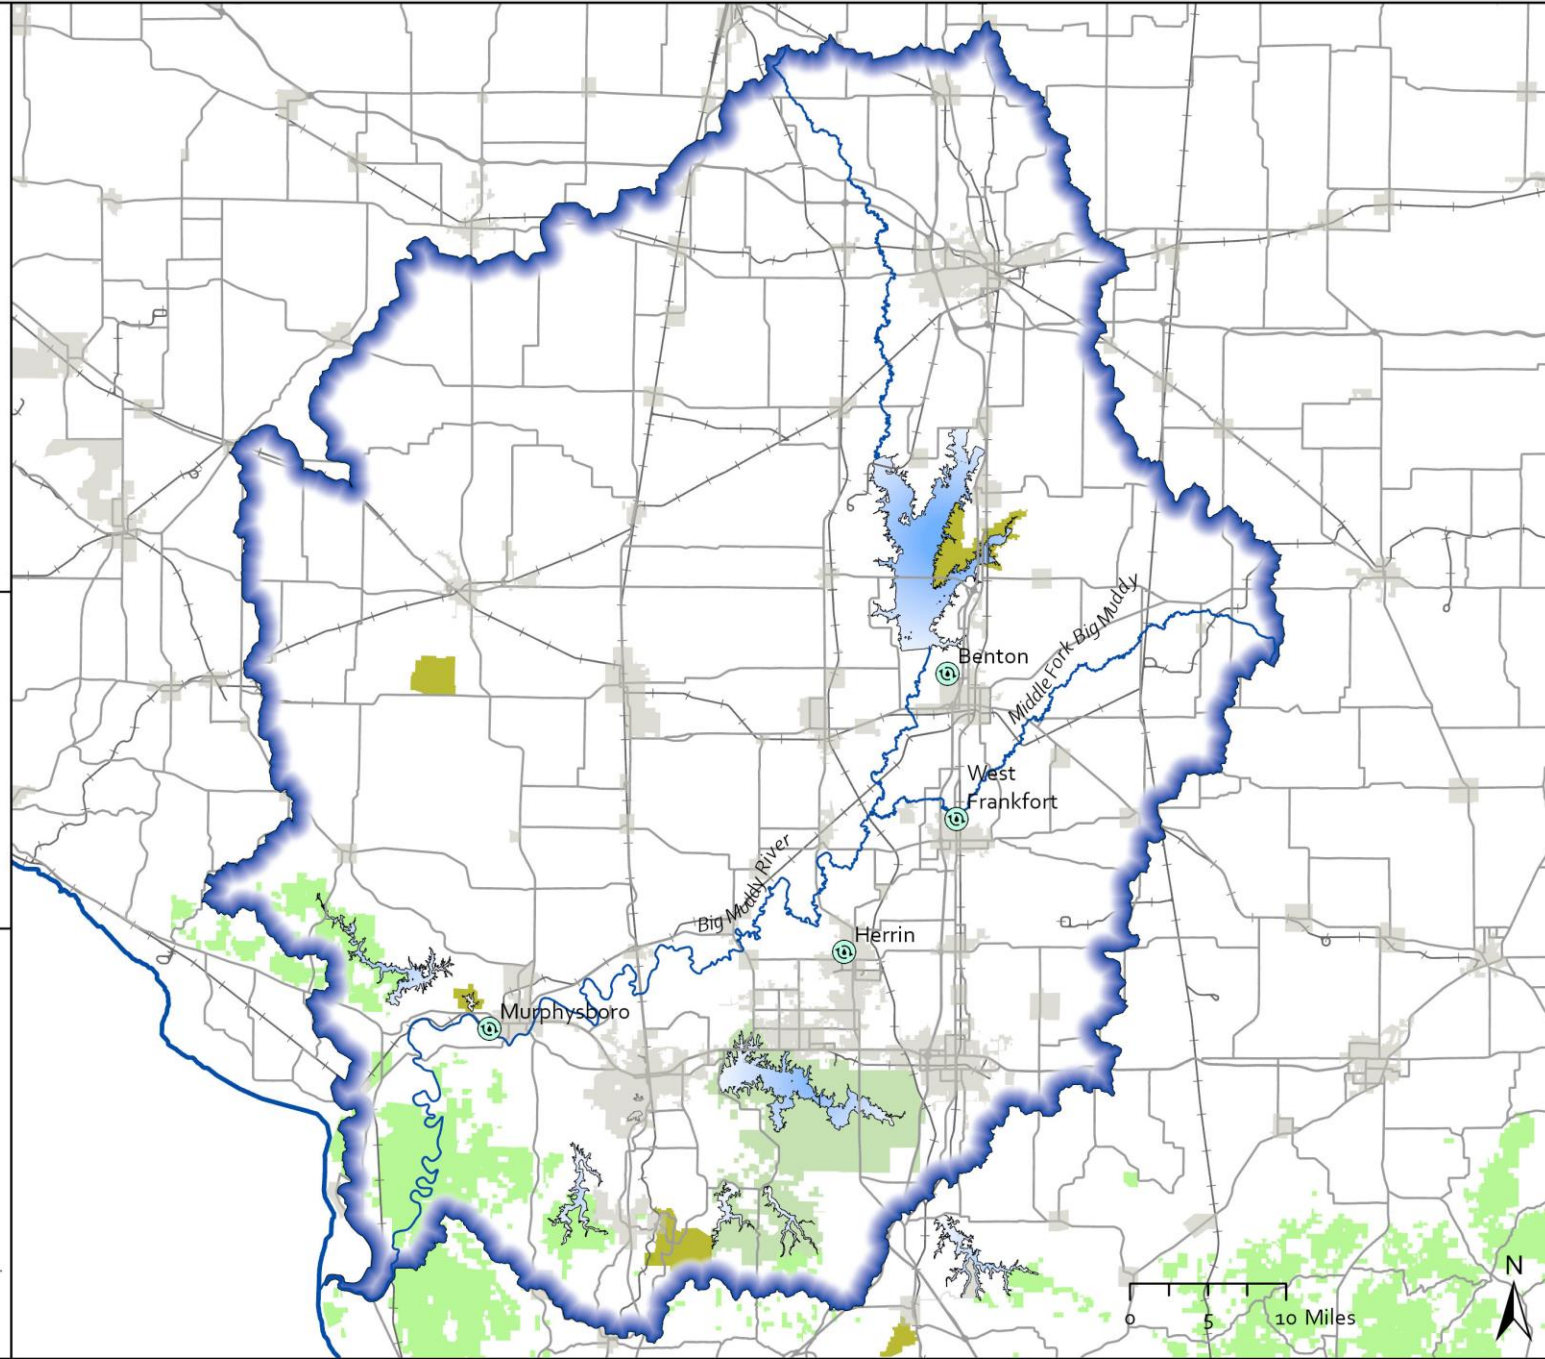 Benton
Middle Fork Big Muddy
West
Frankfort
Big Muddy River
Herrin
Murphysboro
N
0 5 10 Miles